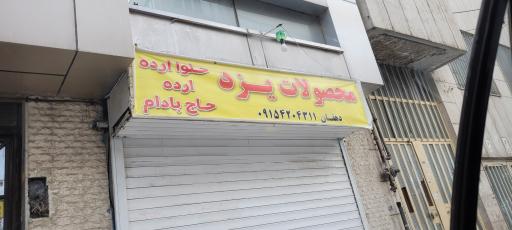 محصولات یزد
حلوا ارده
ارده
حاج بادام
دهقان ۰۹۱۵۴۲۰۴۳۱۱